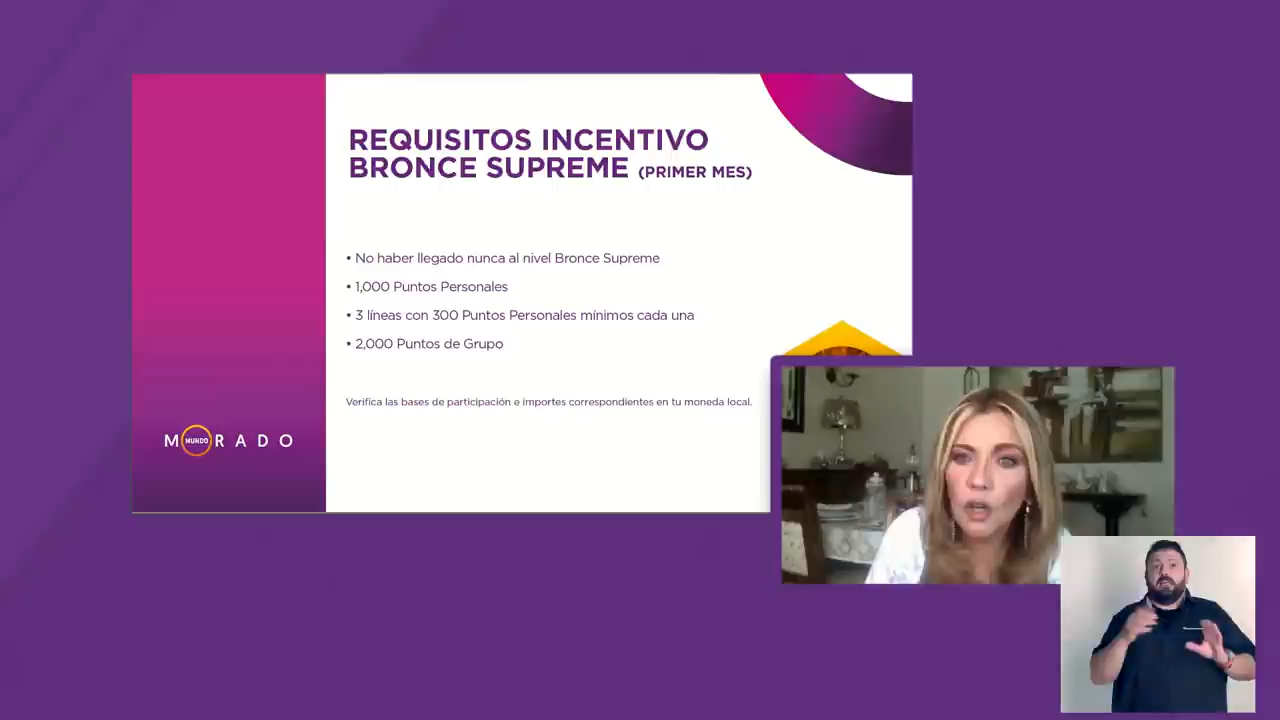 REQUISITOS INCENTIVO
BRONCE SUPREME (PRIMER MES)
• No haber llegado nunca al nivel Bronce Supreme
• 1,000 Puntos Personales
• 3 líneas con 300 Puntos Personales mínimos cada una
• 2,000 Puntos de Grupo
Verifica las bases de participación e importes correspondientes en tu moneda local.
M MUNDO RADO